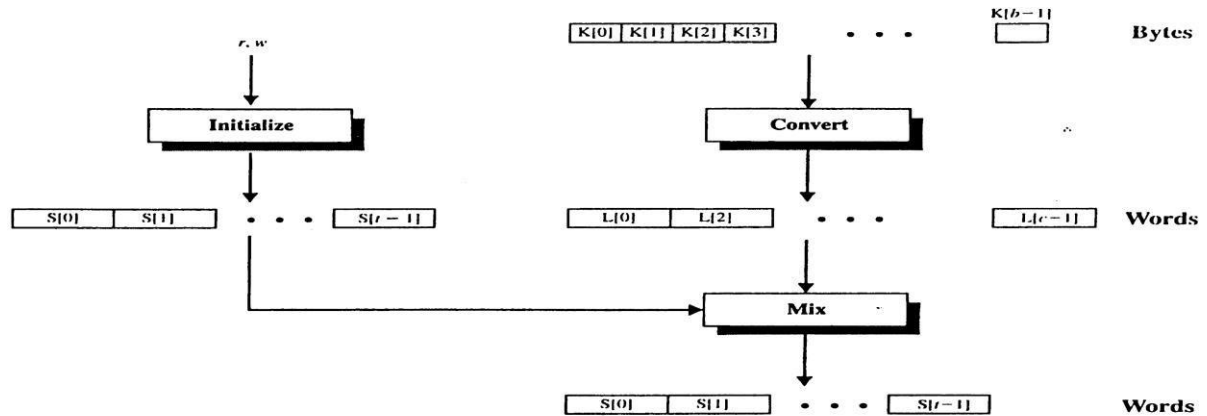 K[b−1]
r, w K[0] K[1] K[2] K[3] • • • Bytes
Initialize Convert
S[0] S[1] • • • S[t − 1] L[0] L[2] • • • L[c−1] Words
Mix
S[0] S[1] • • • S[t−1] Words